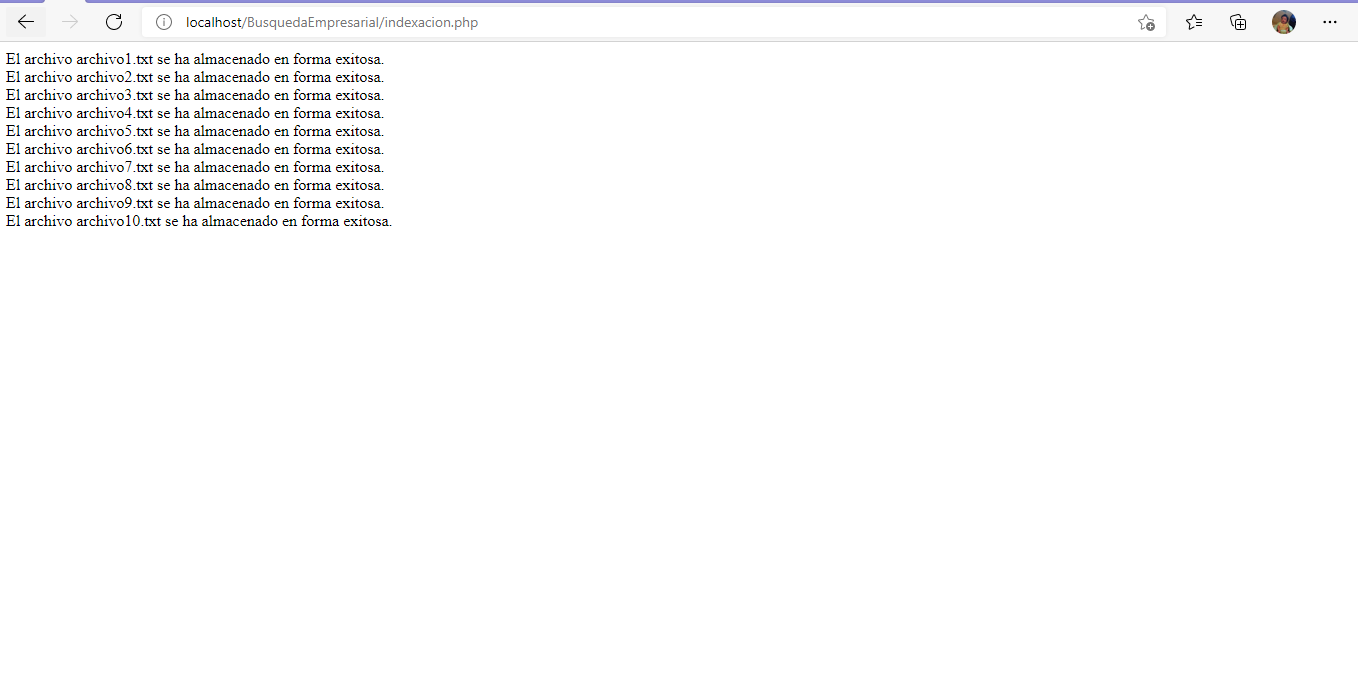 localhost/BusquedaEmpresarial/indexacion.php
El archivo archivo1.txt se ha almacenado en forma exitosa.
El archivo archivo2.txt se ha almacenado en forma exitosa.
El archivo archivo3.txt se ha almacenado en forma exitosa.
El archivo archivo4.txt se ha almacenado en forma exitosa.
El archivo archivo5.txt se ha almacenado en forma exitosa.
El archivo archivo6.txt se ha almacenado en forma exitosa.
El archivo archivo7.txt se ha almacenado en forma exitosa.
El archivo archivo8.txt se ha almacenado en forma exitosa.
El archivo archivo9.txt se ha almacenado en forma exitosa.
El archivo archivo10.txt se ha almacenado en forma exitosa.